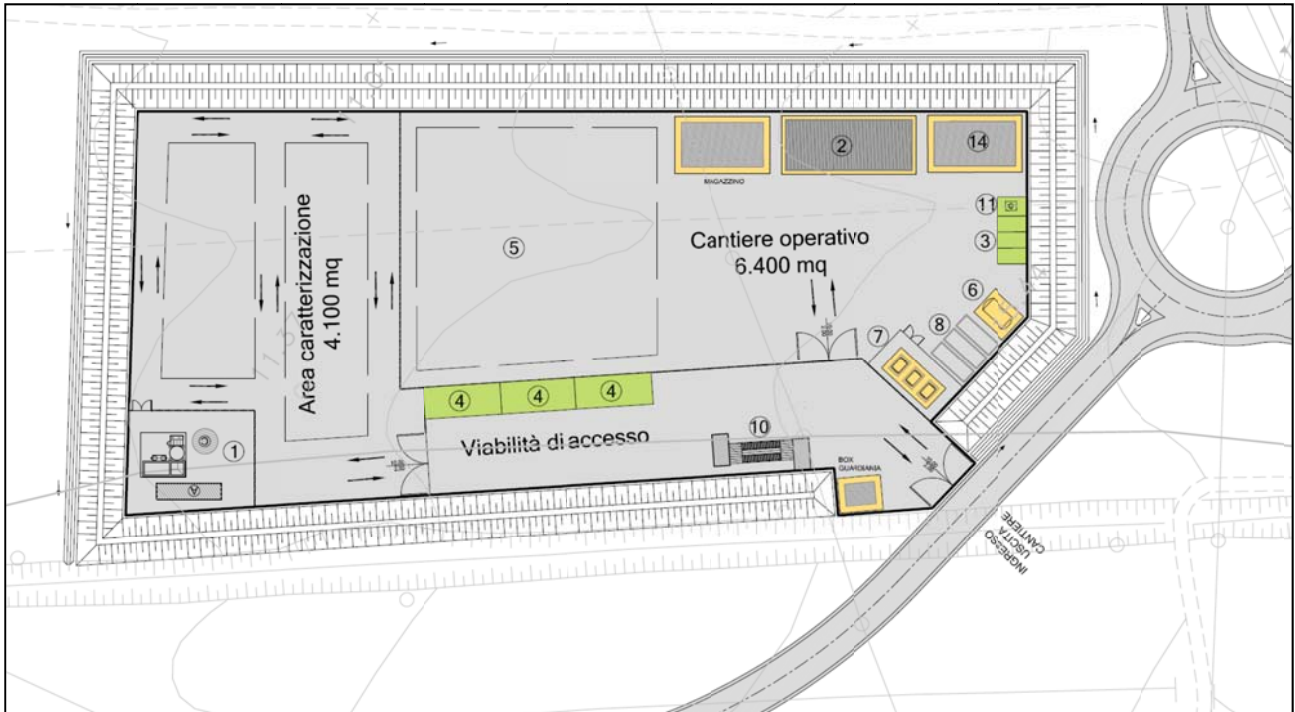 MAGAZZINO
2
14
11
G
3
5
Cantiere operativo
6.400 mq
Area caratterizzazione
4.100 mq
6
8
7
4
4
4
Viabilità di accesso
10
BOX
GUARDIANIA
1
A
INGRESSO
USCITA
CANTIERE